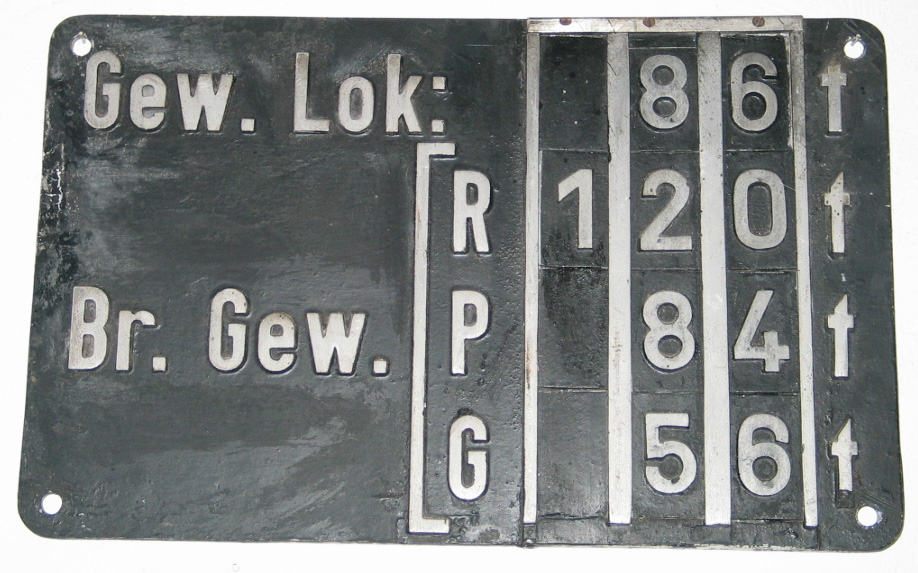 Gew. Lok: 86 t
R 120 t
Br. Gew. P 84 t
G 56 t